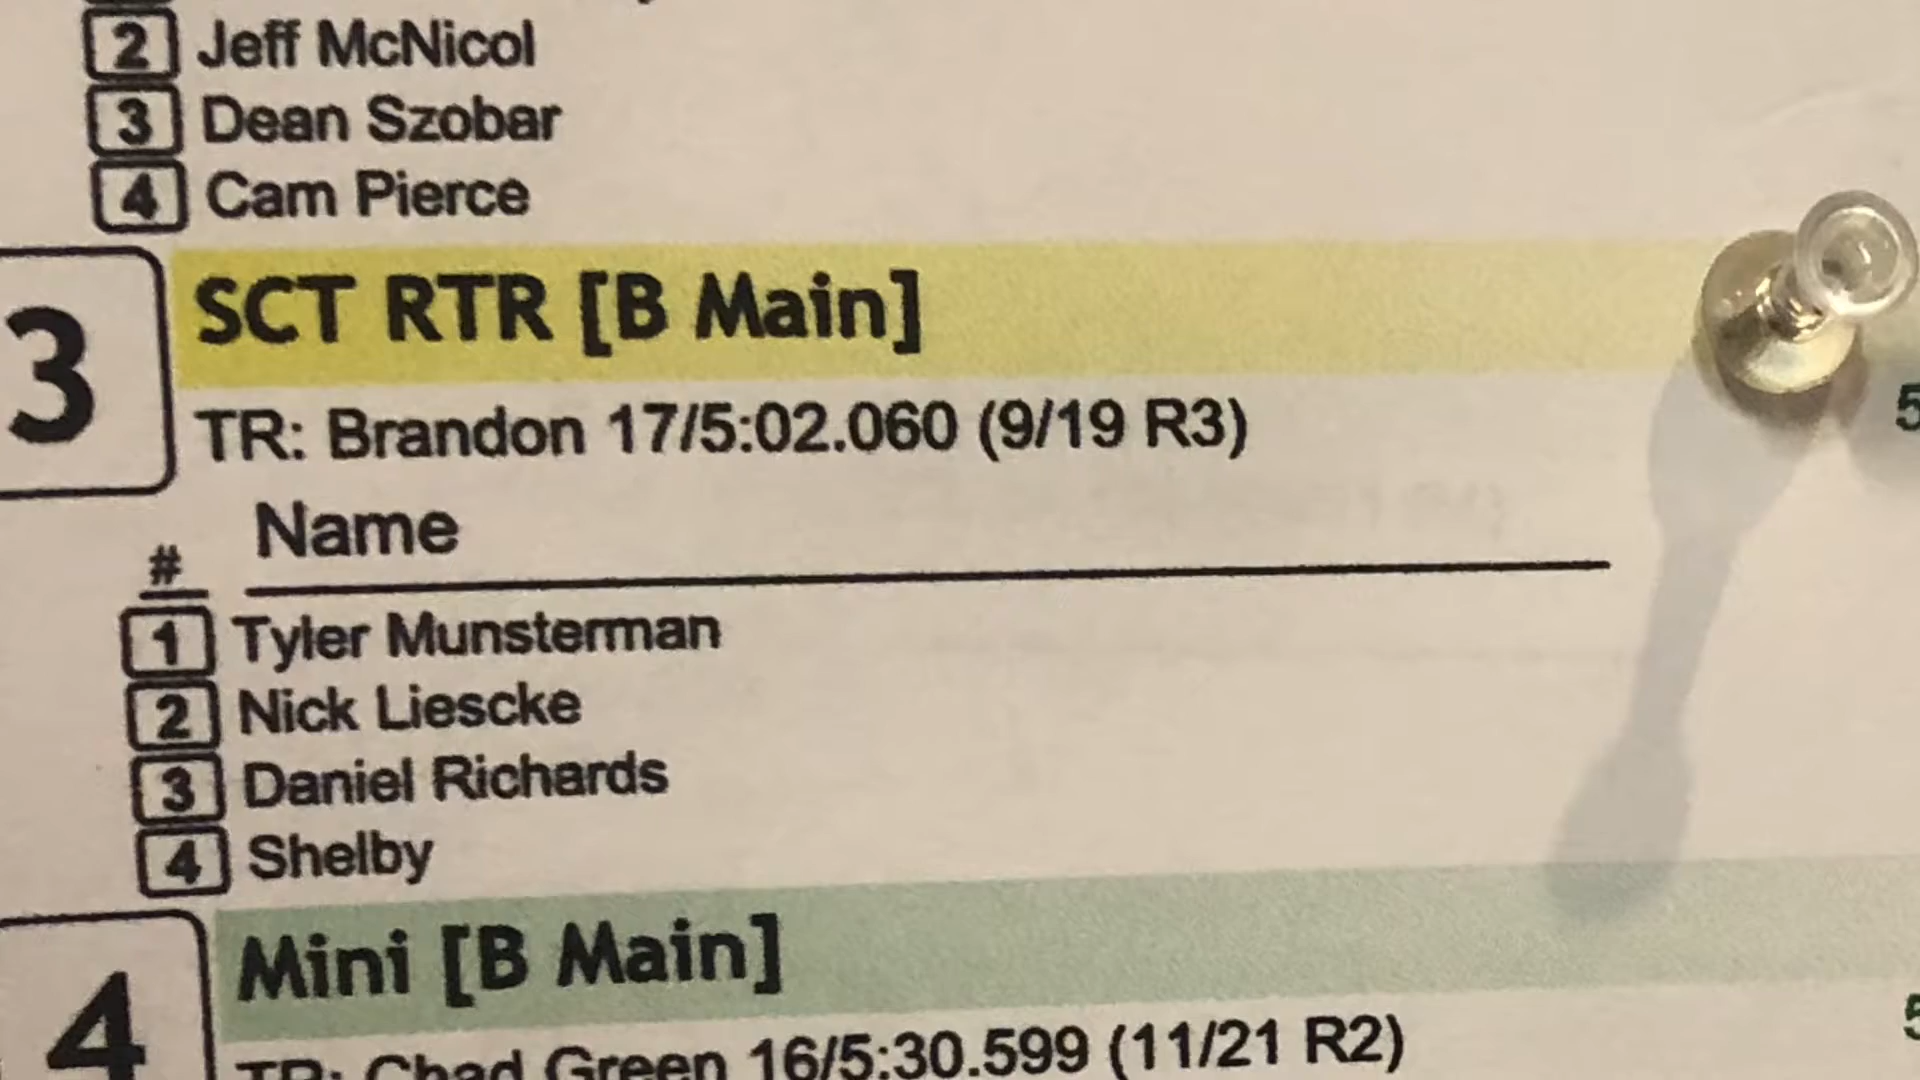 2 Jeff McNicol
3 Dean Szobar
4 Cam Pierce
3 SCT RTR [B Main]
TR: Brandon 17/5:02.060 (9/19 R3)
5
# Name
1 Tyler Munsterman
2 Nick Liescke
3 Daniel Richards
4 Shelby
4 Mini [B Main]
TR: Chad Green 16/5:30.599 (11/21 R2)
5